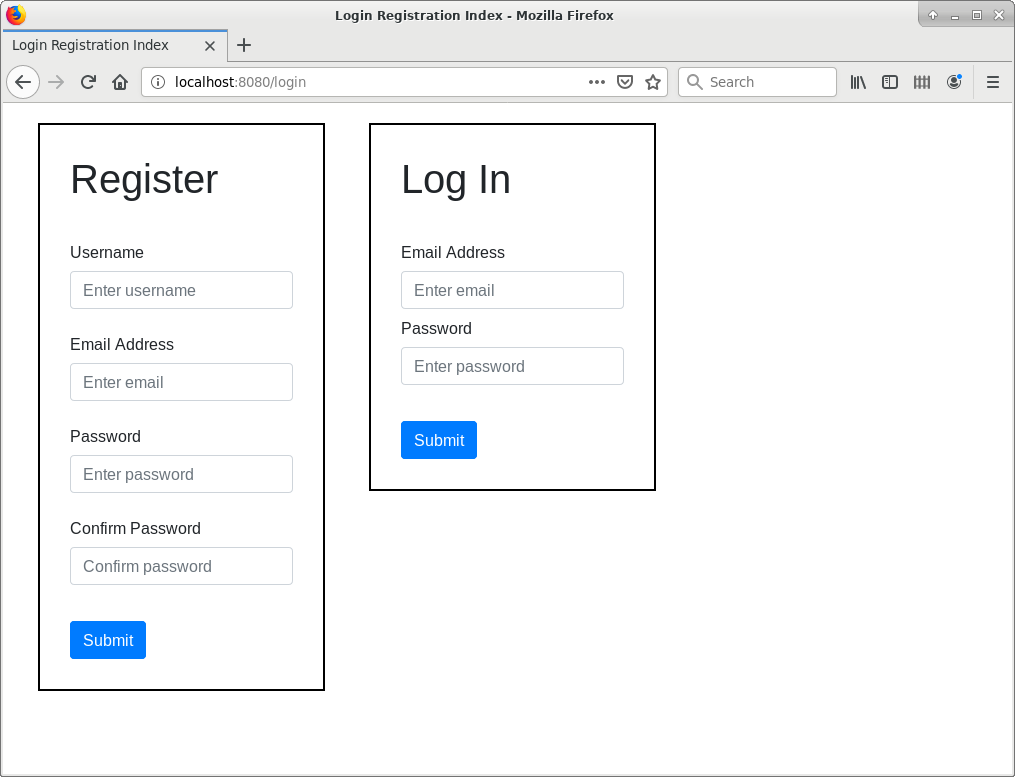 Login Registration Index - Mozilla Firefox
Login Registration Index
localhost:8080/login
Search
Register
Username
Enter username
Email Address
Enter email
Password
Enter password
Confirm Password
Confirm password
Submit
Log In
Email Address
Enter email
Password
Enter password
Submit